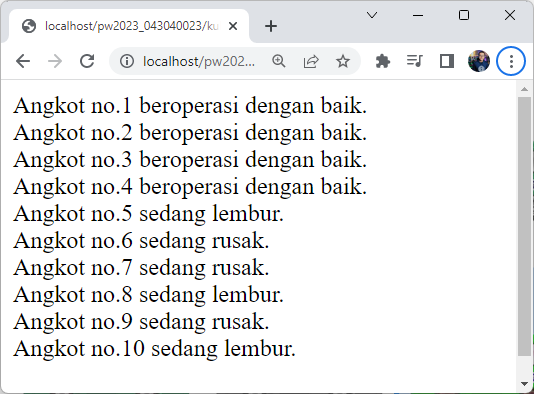 localhost/pw2023_043040023/ku
localhost/pw202...
Angkot no.1 beroperasi dengan baik.
Angkot no.2 beroperasi dengan baik.
Angkot no.3 beroperasi dengan baik.
Angkot no.4 beroperasi dengan baik.
Angkot no.5 sedang lembur.
Angkot no.6 sedang rusak.
Angkot no.7 sedang rusak.
Angkot no.8 sedang lembur.
Angkot no.9 sedang rusak.
Angkot no.10 sedang lembur.